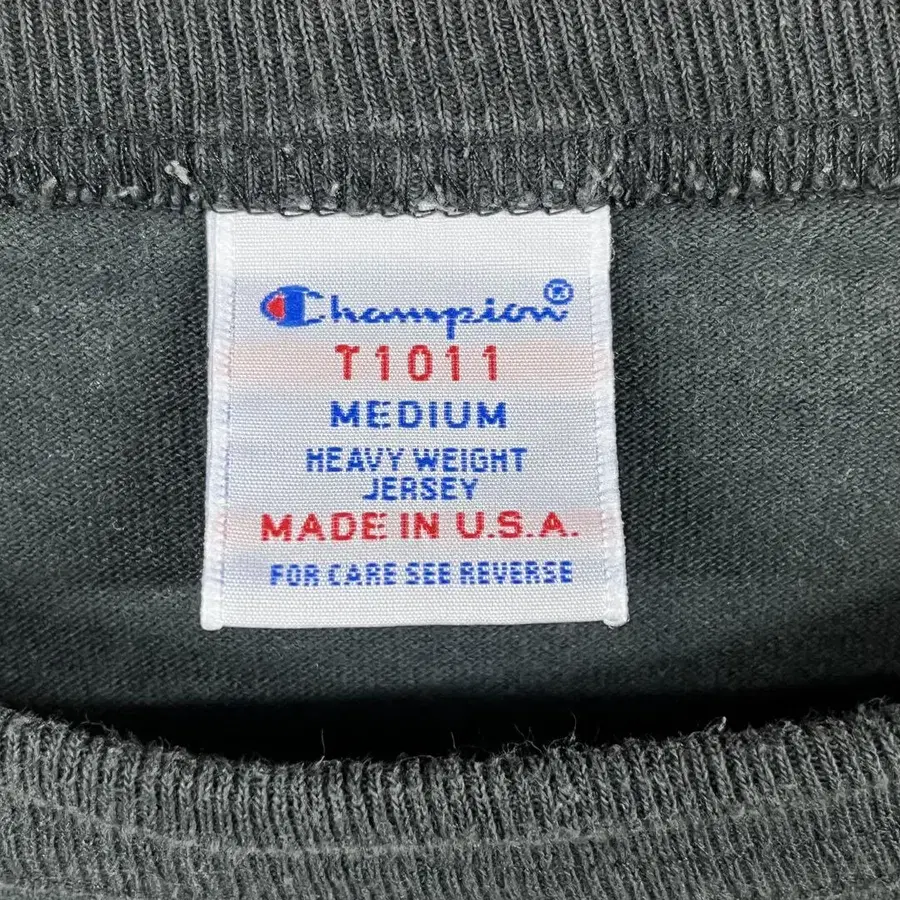 Champion®
T1011
MEDIUM
HEAVY WEIGHT
JERSEY
MADE IN U.S.A.
FOR CARE SEE REVERSE